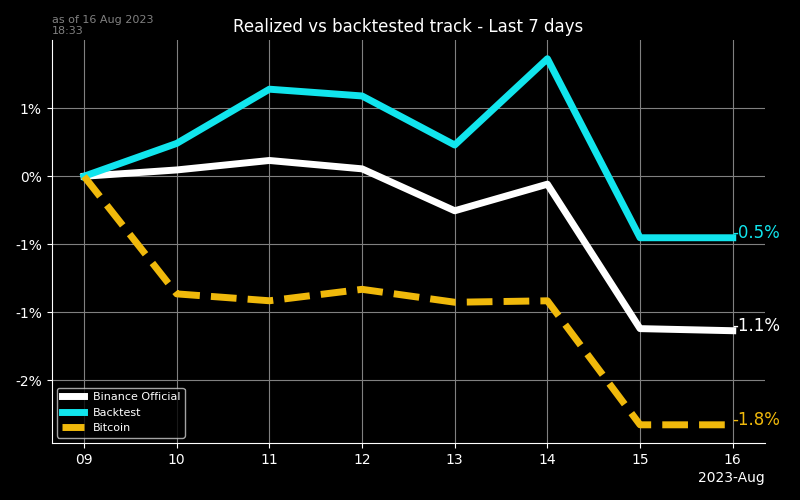 as of 16 Aug 2023
18:33
Realized vs backtested track - Last 7 days
1%
0%
-1%
-1%
-2%
-0.5%
-1.1%
-1.8%
Binance Official
Backtest
Bitcoin
09 10 11 12 13 14 15 16
2023-Aug